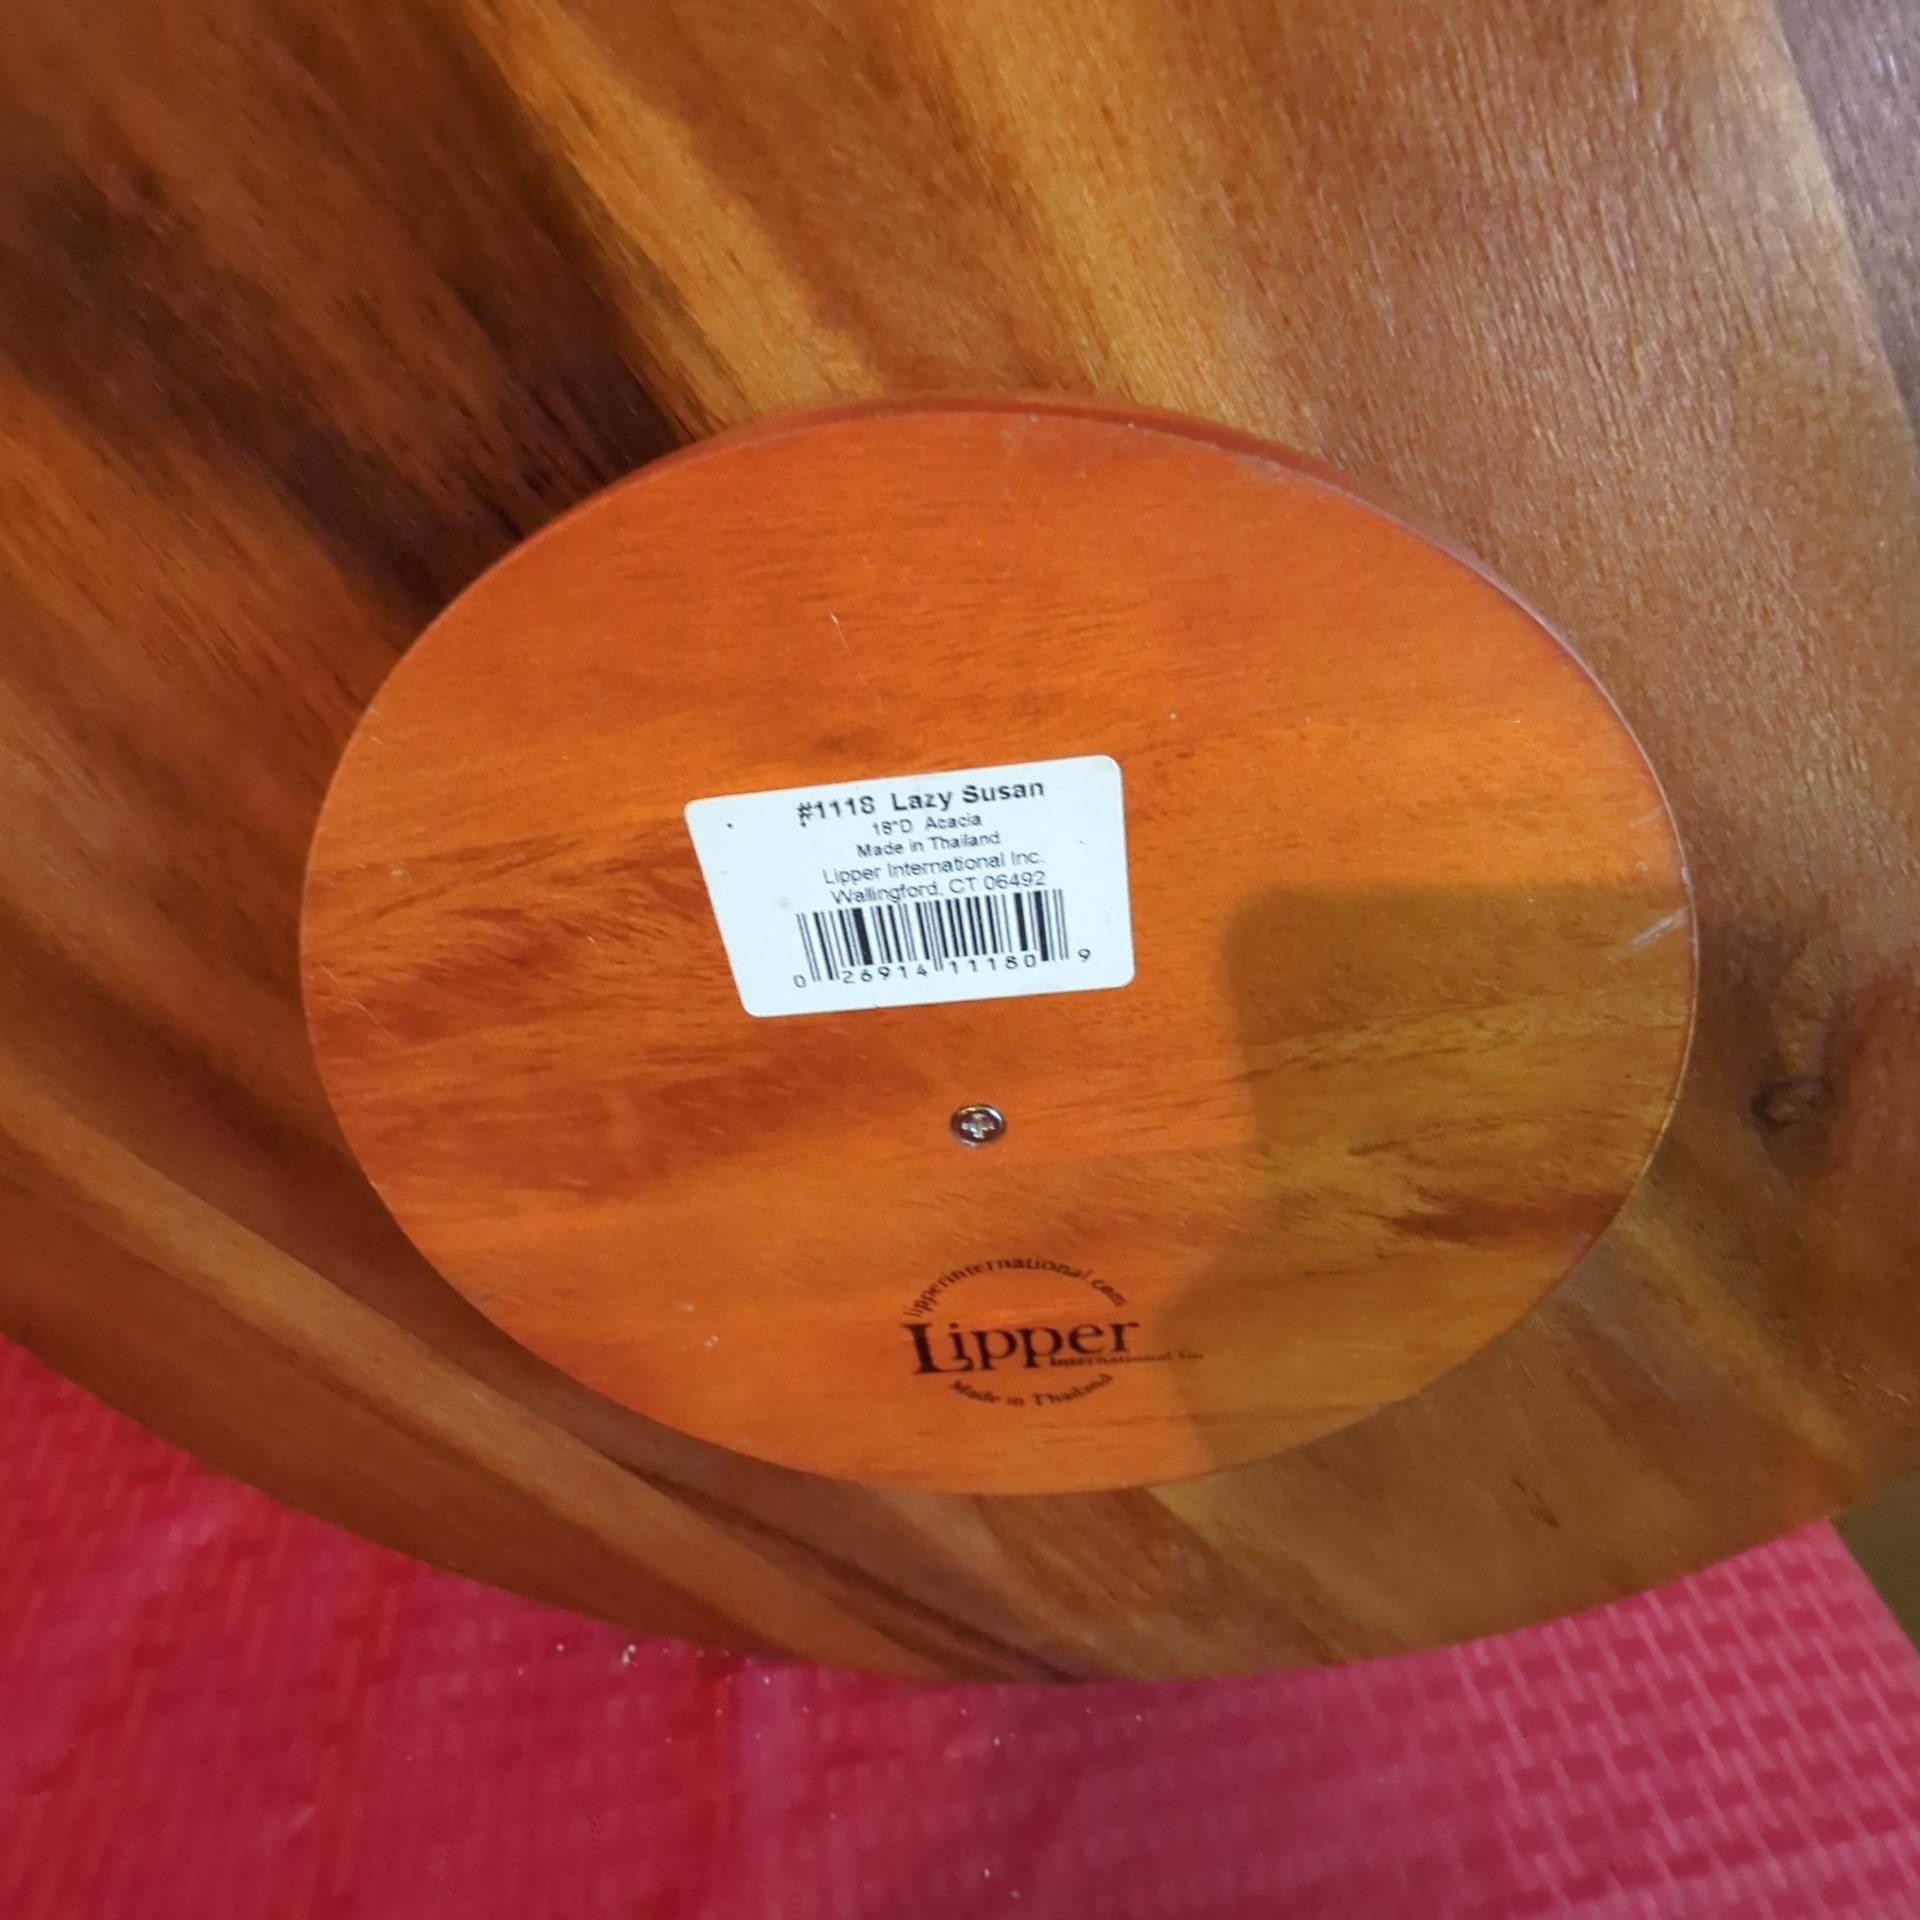 #1118 Lazy Susan
18"D Acacia
Made in Thailand
Lipper International Inc.
Wallingford, CT 06492
0 26914 11180 9
lipperinternational.com
Lipper
International Inc.
Made in Thailand